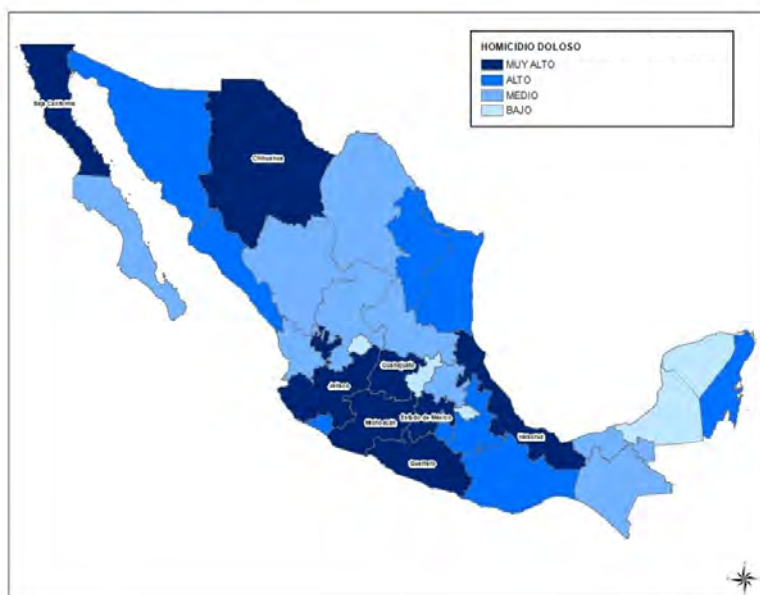 HOMICIDIO DOLOSO
MUY ALTO
ALTO
MEDIO
BAJO
Baja California
Chihuahua
Guanajuato
Jalisco
Michoacán
Estado de México
Veracruz
Guerrero